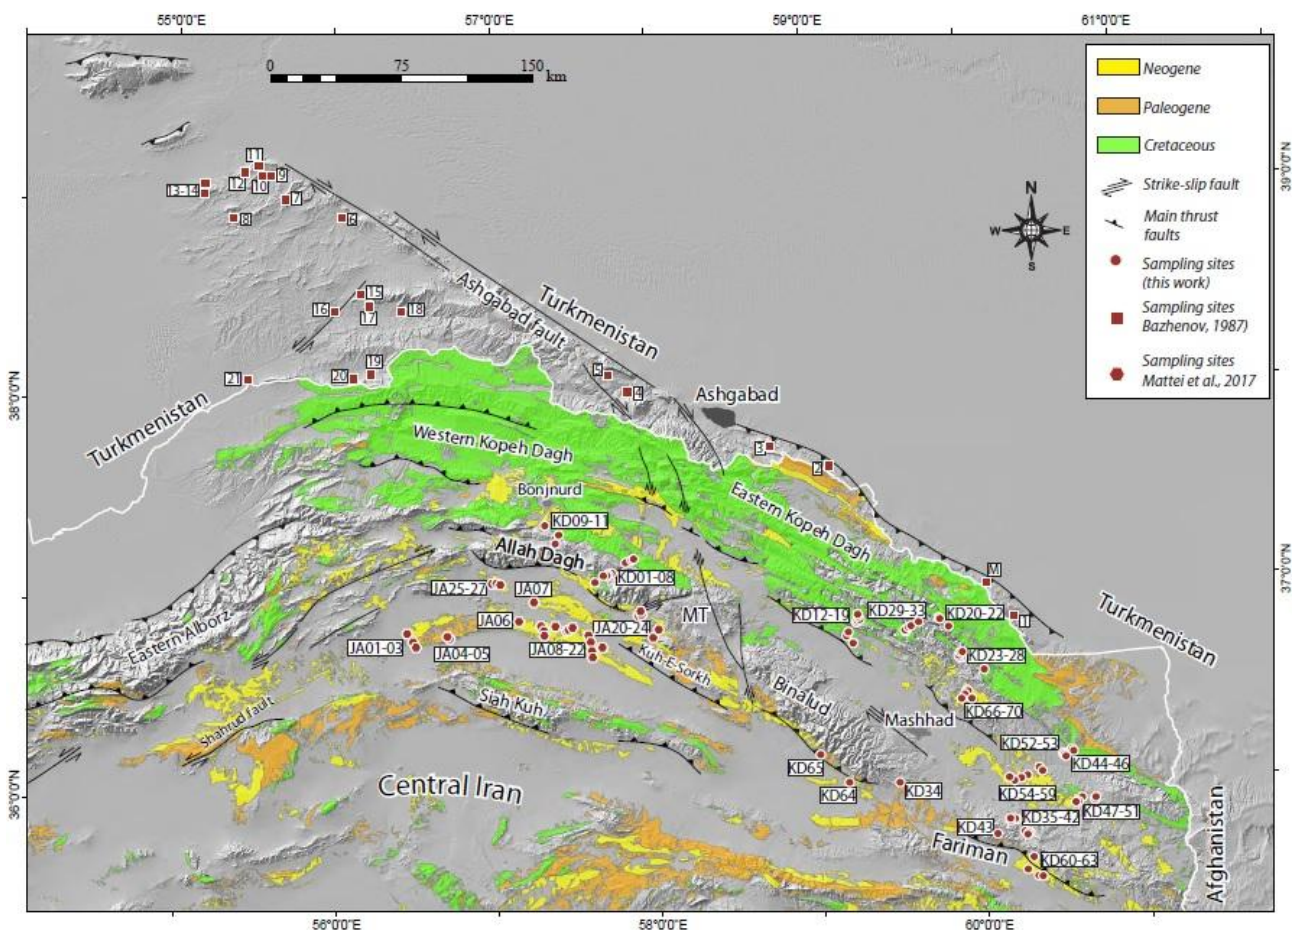 55°0'0"E
57°0'0"E
59°0'0"E
61°0'0"E
0
75
150
km
Neogene
Paleogene
Cretaceous
Strike-slip fault
Main thrust
faults
Sampling sites
(this work)
Sampling sites
Bazhenov, 1987)
Sampling sites
Mattei et al., 2017
N
W
E
S
39°0'0"N
11
9
12
10
13-14
7
8
6
15
16
17
18
19
20
21
Ashgabad fault
Turkmenistan
5
4
Ashgabad
38°0'0"N
Turkmenistan
3
2
Western Kopeh Dagh
Bonjnurd
Eastern Kopeh Dagh
KD09-11
Allah Dagh
KD01-08
M
37°0'0"N
JA25-27
JA07
MT
KD12-19
KD29-33
KD20-22
Turkmenistan
Eastern Alborz
JA06
JA20-24
JA01-03
JA04-05
JA08-22
Kuh-E-Sorkh
KD23-28
Siah Kuh
Binalud
Mashhad
KD66-70
Shahrud fault
KD52-53
KD44-46
KD65
Central Iran
KD64
KD34
KD54-59
KD47-51
KD43
KD35-42
Fariman
KD60-63
Afghanistan
36°0'0"N
56°0'0"E
58°0'0"E
60°0'0"E